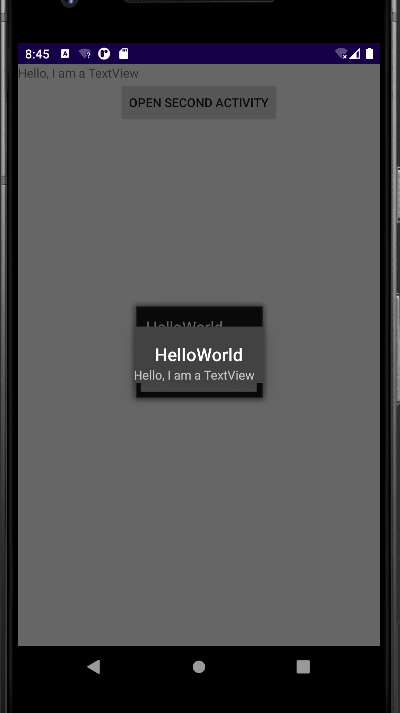 8:45
Hello, I am a TextView
OPEN SECOND ACTIVITY
HelloWorld
HelloWorld
Hello, I am a TextView